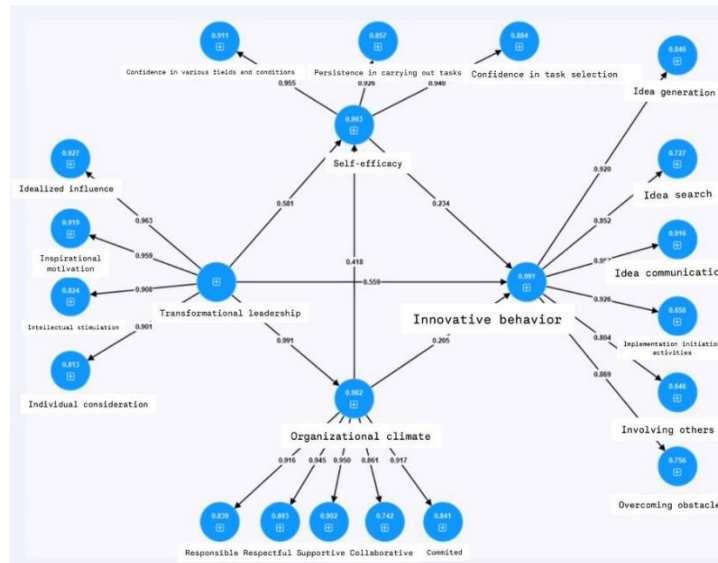 0.911 0.857 0.884 0.846
Confidence in various fields and conditions Persistence in carrying out tasks Confidence in task selection
Idea generation
0.955 0.926 0.940
0.993
Self-efficacy
0.920
0.727
Idea search
0.852
0.927
Idealized influence
0.963
0.581 0.234
0.919
Inspirational
motivation
0.959
0.916
Idea communicatio
0.824
Intellectual stimulation
0.908
Transformational leadership
0.418
0.559
0.991
Innovative behavior
0.926
0.858
Implementation initiation
activities
0.901
0.813
Individual consideration
0.991
0.205
0.804
0.646
Involving others
0.869
0.982
Organizational climate
0.756
Overcoming obstacle
0.916 0.945 0.950 0.861 0.917
0.839 0.893 0.902 0.742 0.841
Responsible Respectful Supportive Collaborative Commited